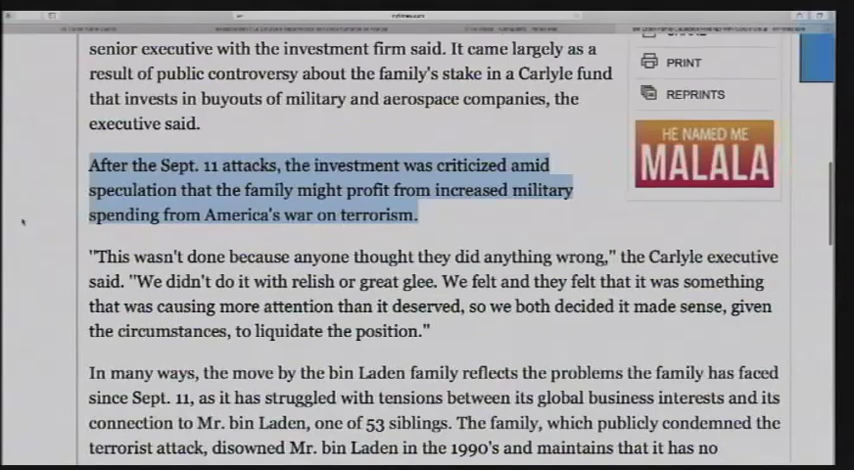 nytimes.com
senior executive with the investment firm said. It came largely as a
result of public controversy about the family's stake in a Carlyle fund
that invests in buyouts of military and aerospace companies, the
executive said.
After the Sept. 11 attacks, the investment was criticized amid
speculation that the family might profit from increased military
spending from America's war on terrorism.
"This wasn't done because anyone thought they did anything wrong," the Carlyle executive
said. "We didn't do it with relish or great glee. We felt and they felt that it was something
that was causing more attention than it deserved, so we both decided it made sense, given
the circumstances, to liquidate the position."
In many ways, the move by the bin Laden family reflects the problems the family has faced
since Sept. 11, as it has struggled with tensions between its global business interests and its
connection to Mr. bin Laden, one of 53 siblings. The family, which publicly condemned the
terrorist attack, disowned Mr. bin Laden in the 1990's and maintains that it has no
PRINT
REPRINTS
HE NAMED ME
MALALA